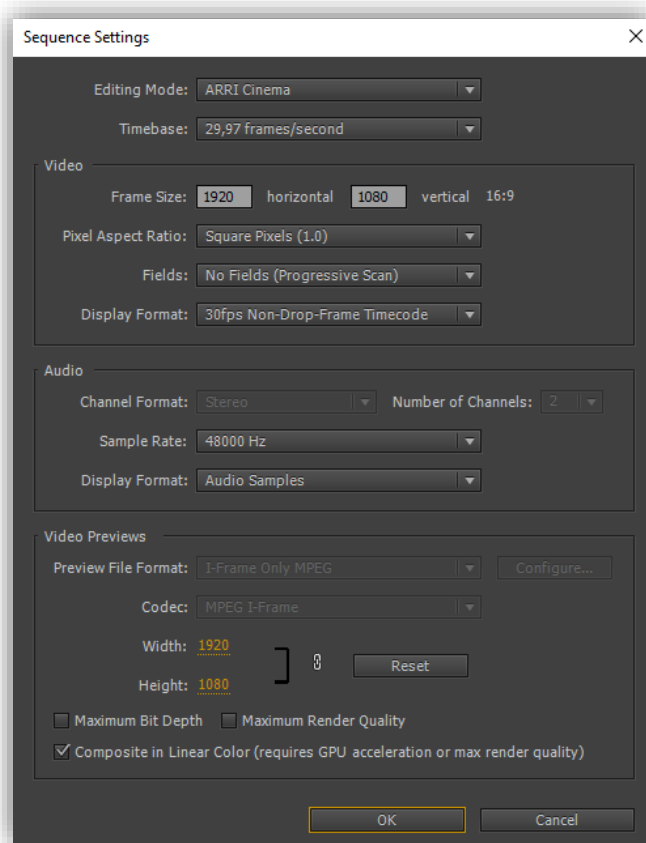 Sequence Settings
Editing Mode: ARRI Cinema
Timebase: 29,97 frames/second
Video
Frame Size: 1920 horizontal 1080 vertical 16:9
Pixel Aspect Ratio: Square Pixels (1.0)
Fields: No Fields (Progressive Scan)
Display Format: 30fps Non-Drop-Frame Timecode
Audio
Channel Format: Stereo Number of Channels: 2
Sample Rate: 48000 Hz
Display Format: Audio Samples
Video Previews
Preview File Format: I-Frame Only MPEG Configure...
Codec: MPEG I-Frame
Width: 1920
Reset
Height: 1080
Maximum Bit Depth Maximum Render Quality
Composite in Linear Color (requires GPU acceleration or max render quality)
OK Cancel